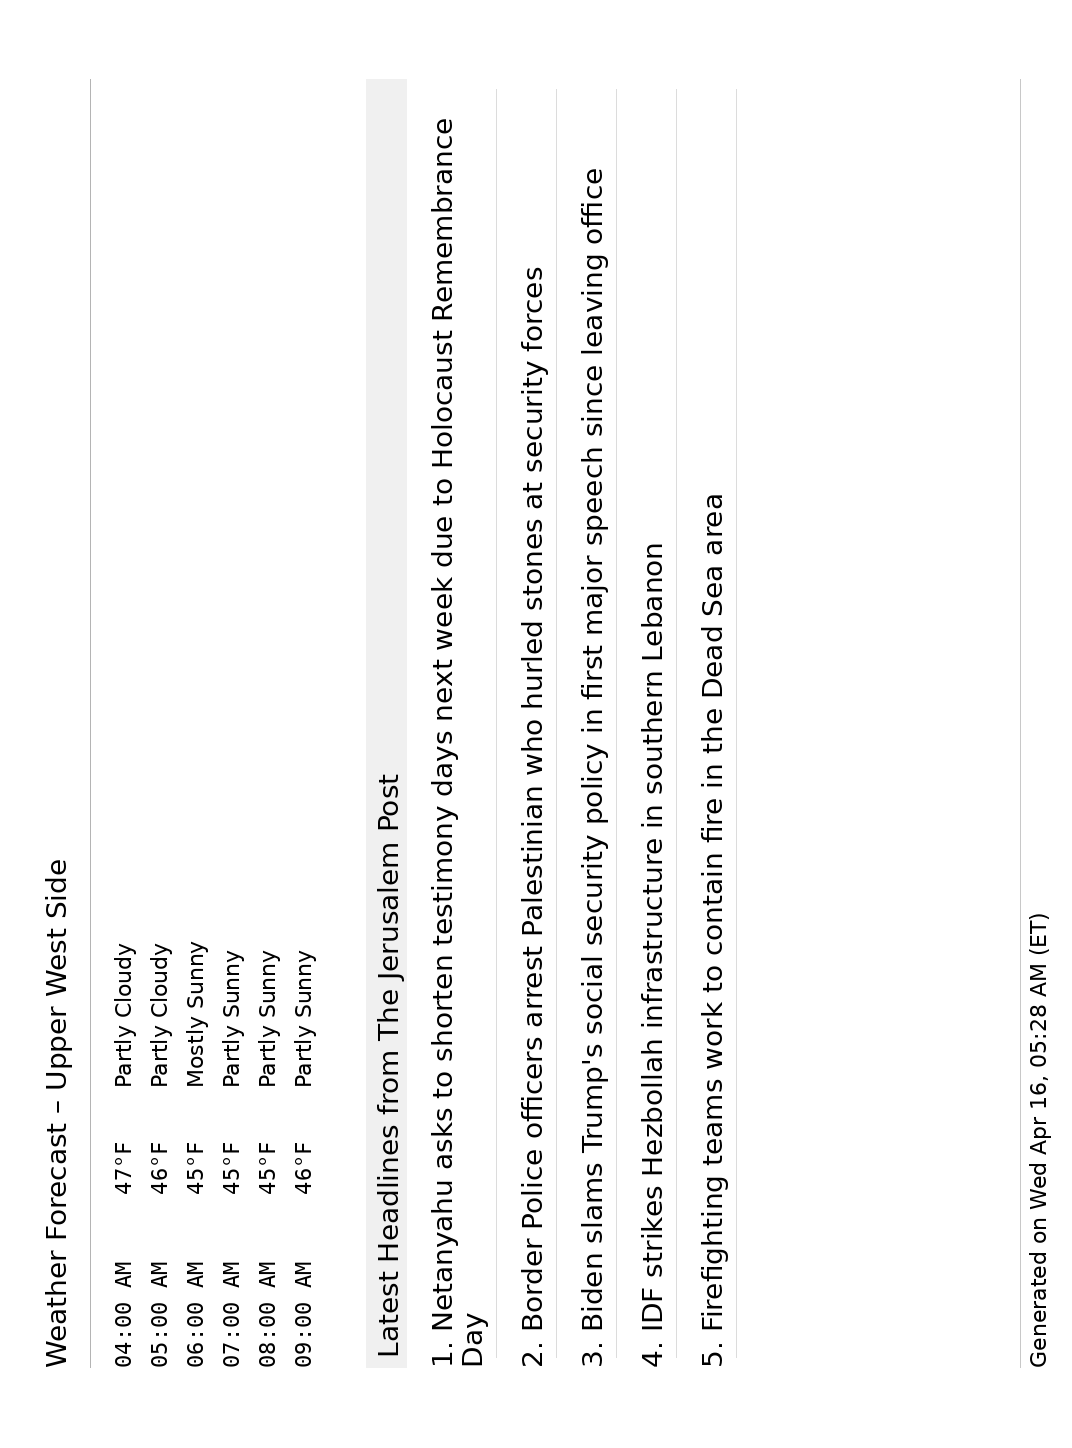 Weather Forecast – Upper West Side
04:00 AM 47°F Partly Cloudy
05:00 AM 46°F Partly Cloudy
06:00 AM 45°F Mostly Sunny
07:00 AM 45°F Partly Sunny
08:00 AM 45°F Partly Sunny
09:00 AM 46°F Partly Sunny
Latest Headlines from The Jerusalem Post
1. Netanyahu asks to shorten testimony days next week due to Holocaust Remembrance
Day
2. Border Police officers arrest Palestinian who hurled stones at security forces
3. Biden slams Trump's social security policy in first major speech since leaving office
4. IDF strikes Hezbollah infrastructure in southern Lebanon
5. Firefighting teams work to contain fire in the Dead Sea area
Generated on Wed Apr 16, 05:28 AM (ET)